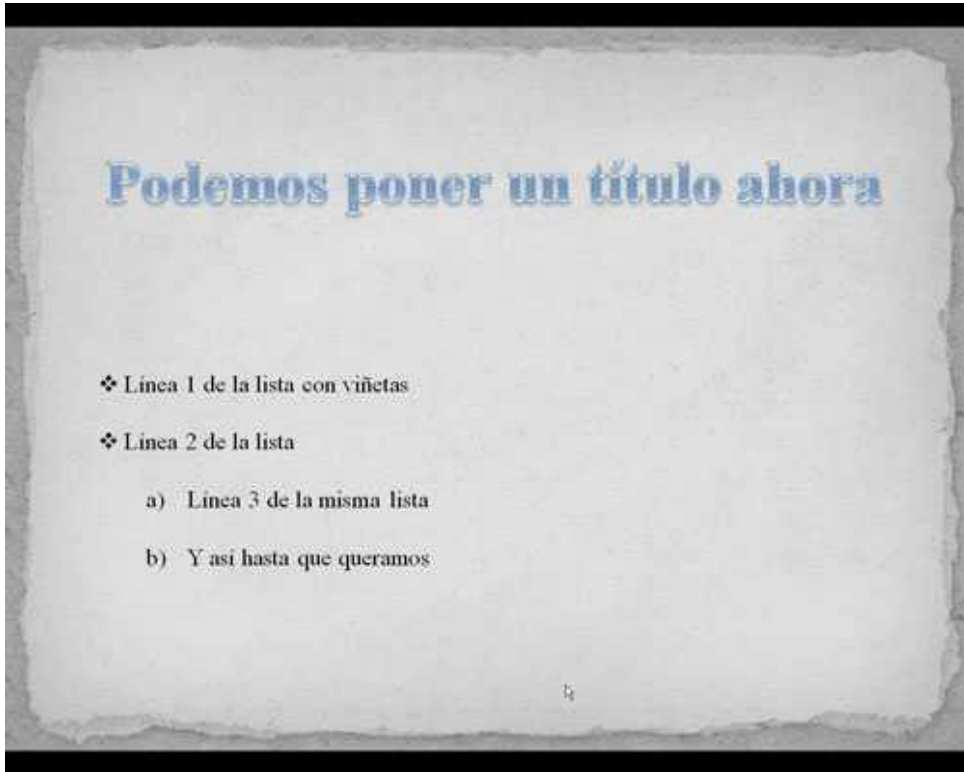 Podemos poner un título ahora
❖ Línea 1 de la lista con viñetas
❖ Línea 2 de la lista
a) Línea 3 de la misma lista
b) Y así hasta que queramos